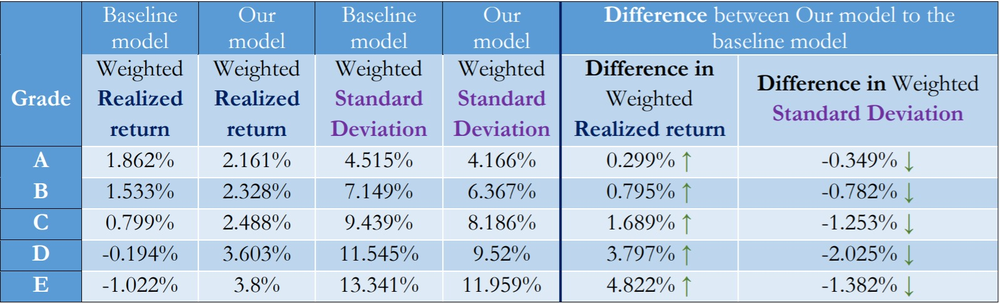 Grade
Baseline model
Our model
Baseline model
Our model
Difference between Our model to the baseline model
Weighted Realized return
Weighted Realized return
Weighted Standard Deviation
Weighted Standard Deviation
Difference in Weighted Realized return
Difference in Weighted Standard Deviation
A 1.862% 2.161% 4.515% 4.166% 0.299% ↑ -0.349% ↓
B 1.533% 2.328% 7.149% 6.367% 0.795% ↑ -0.782% ↓
C 0.799% 2.488% 9.439% 8.186% 1.689% ↑ -1.253% ↓
D -0.194% 3.603% 11.545% 9.52% 3.797% ↑ -2.025% ↓
E -1.022% 3.8% 13.341% 11.959% 4.822% ↑ -1.382% ↓